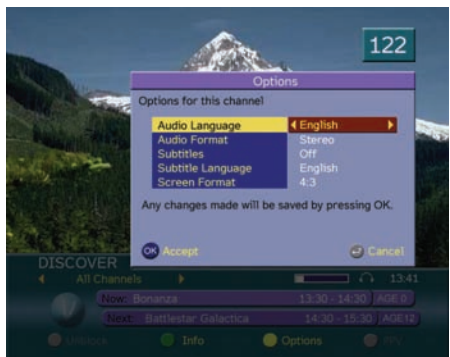 122
Options
Options for this channel
Audio Language English
Audio Format Stereo
Subtitles Off
Subtitle Language English
Screen Format 4:3
Any changes made will be saved by pressing OK.
OK Accept Cancel
DISCOVER
All Channels 13:41
Now: Bonanza 13:30 - 14:30 AGE 0
Next: Battlestar Galactica 14:30 - 15:30 AGE12
Unblock Info Options PPV